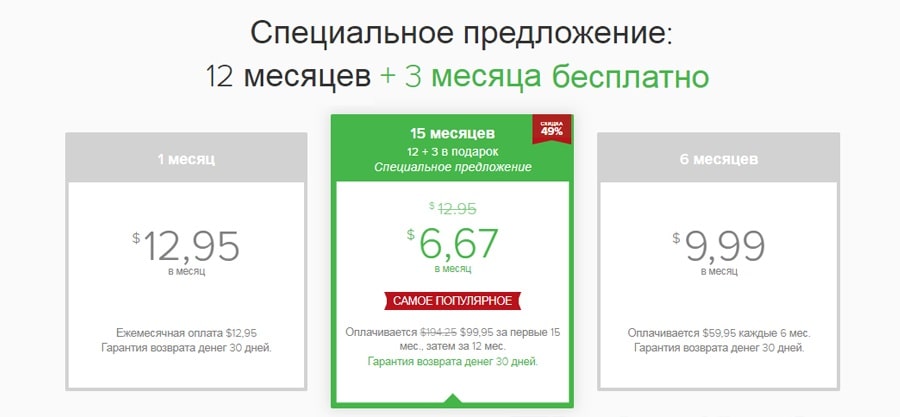 Специальное предложение:
12 месяцев + 3 месяца бесплатно
1 месяц
$12,95
в месяц
Ежемесячная оплата $12,95
Гарантия возврата денег 30 дней.
СКИДКА
49%
15 месяцев
12 + 3 в подарок
Специальное предложение
$12.95
$6,67
в месяц
САМОЕ ПОПУЛЯРНОЕ
Оплачивается $194.25 $99,95 за первые 15
мес., затем за 12 мес.
Гарантия возврата денег 30 дней.
6 месяцев
$9,99
в месяц
Оплачивается $59,95 каждые 6 мес.
Гарантия возврата денег 30 дней.